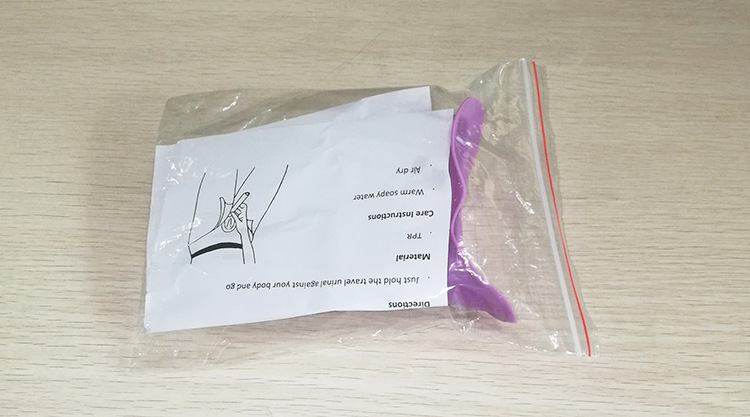 Directions
· Just hold the travel urinal against your body and go
Material
· TPR
Care Instructions
· Warm soapy water
· Air dry